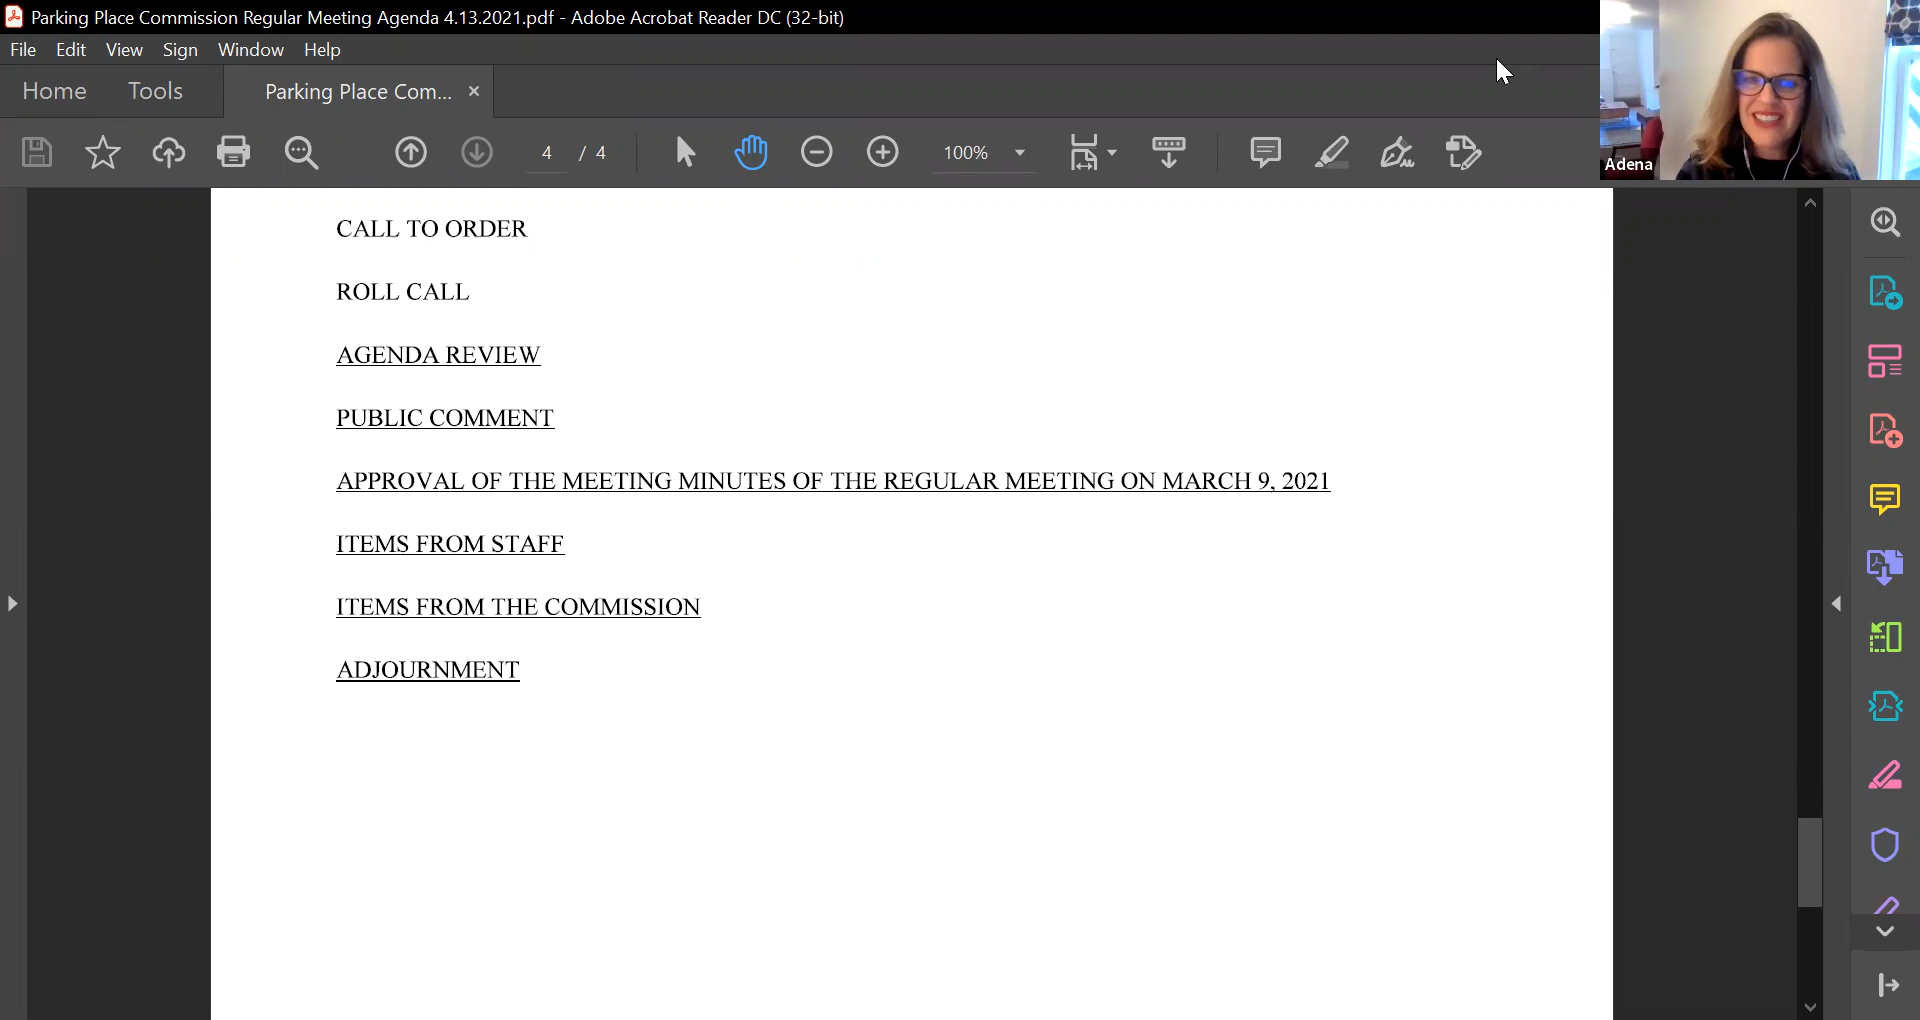 Parking Place Commission Regular Meeting Agenda 4.13.2021.pdf - Adobe Acrobat Reader DC (32-bit)
File Edit View Sign Window Help
Home Tools Parking Place Com... ×
4 / 4 100%
Adena
CALL TO ORDER
ROLL CALL
AGENDA REVIEW
PUBLIC COMMENT
APPROVAL OF THE MEETING MINUTES OF THE REGULAR MEETING ON MARCH 9, 2021
ITEMS FROM STAFF
ITEMS FROM THE COMMISSION
ADJOURNMENT